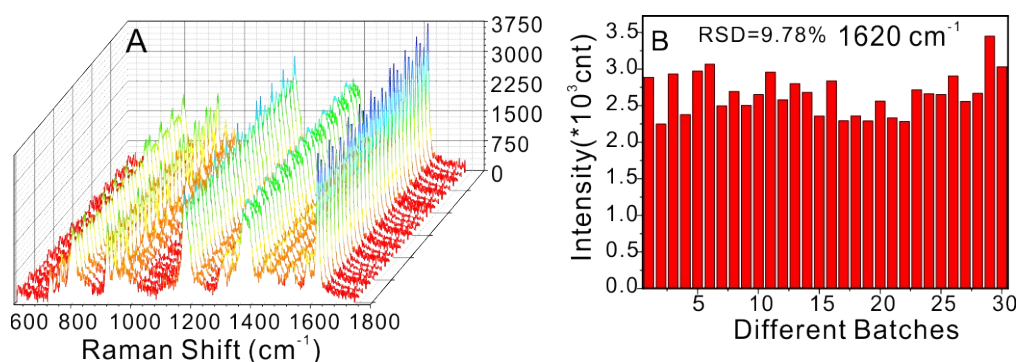 A
3750
3000
2250
1500
750
0
600 800 1000 1200 1400 1600 1800
Raman Shift (cm⁻¹)
B RSD=9.78% 1620 cm⁻¹
Intensity(*10³cnt)
3.5
3.0
2.5
2.0
1.5
1.0
0.5
0.0
5 10 15 20 25 30
Different Batches